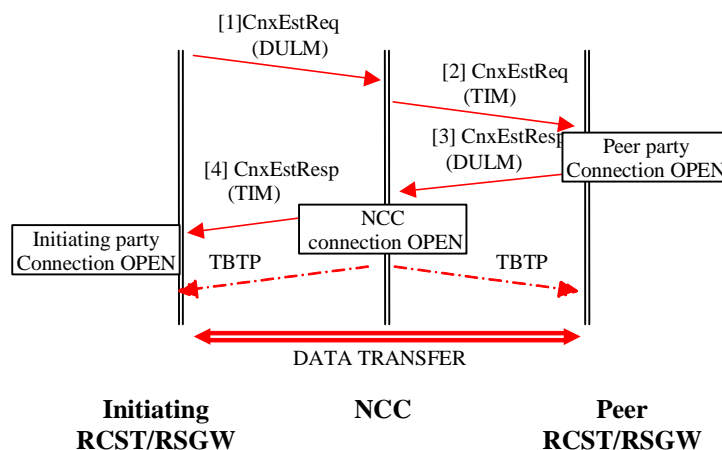 [1]CnxEstReq
(DULM)
[2] CnxEstReq
(TIM)
[3] CnxEstResp
(DULM)
Peer party
Connection OPEN
[4] CnxEstResp
(TIM)
NCC
connection OPEN
Initiating party
Connection OPEN
TBTP
TBTP
DATA TRANSFER
Initiating
RCST/RSGW
NCC
Peer
RCST/RSGW